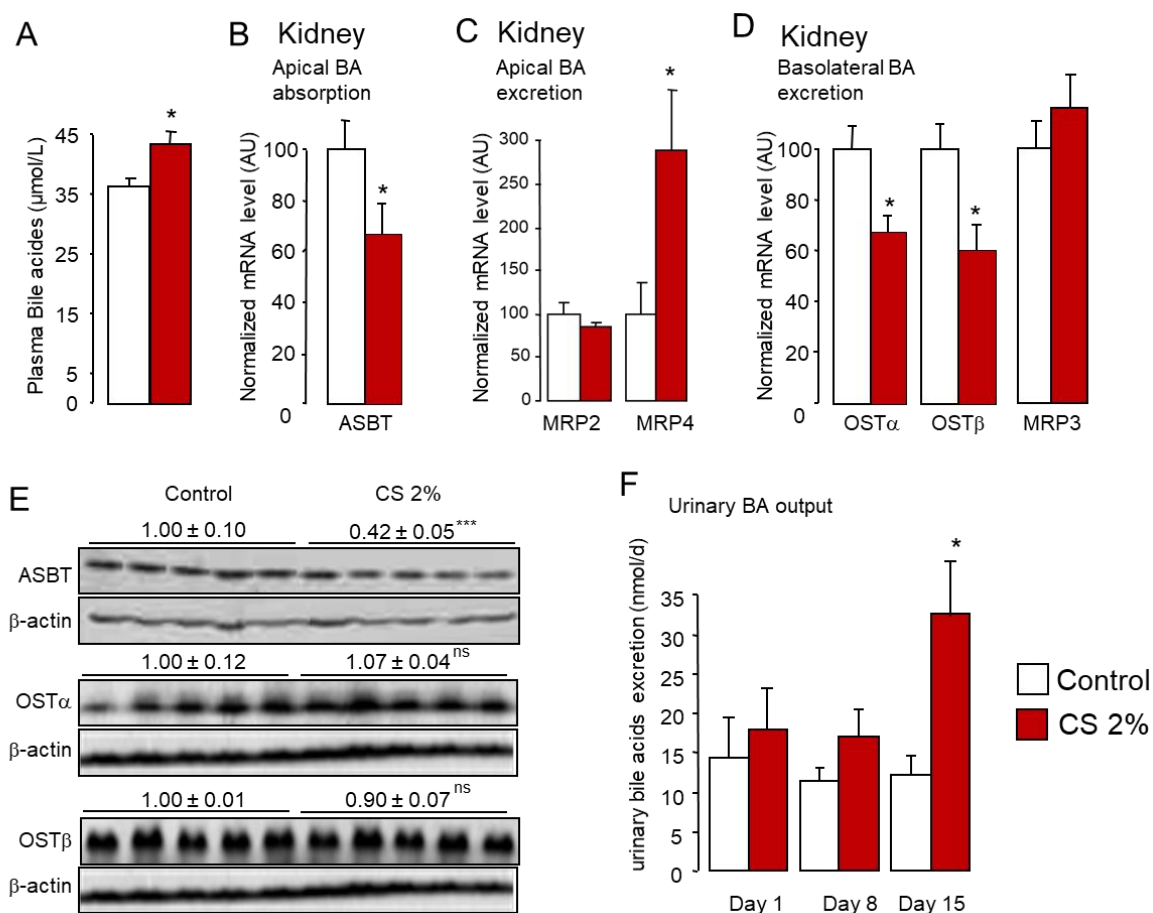 A
Plasma Bile acides (µmol/L)
45
35
25
15
5
0
*
B
Kidney
Apical BA
absorption
Normalized mRNA level (AU)
100
80
60
40
20
0
*
ASBT
C
Kidney
Apical BA
excretion
Normalized mRNA level (AU)
300
250
200
150
100
50
0
*
MRP2
MRP4
D
Kidney
Basolateral BA
excretion
Normalized mRNA level (AU)
100
80
60
40
20
0
*
*
OSTα
OSTβ
MRP3
E
Control
CS 2%
1.00 ± 0.10
0.42 ± 0.05***
ASBT
β-actin
1.00 ± 0.12
1.07 ± 0.04ns
OSTα
β-actin
1.00 ± 0.01
0.90 ± 0.07ns
OSTβ
β-actin
F
Urinary BA output
urinary bile acids excretion (nmol/d)
35
30
25
20
15
10
5
0
*
Day 1
Day 8
Day 15
Control
CS 2%